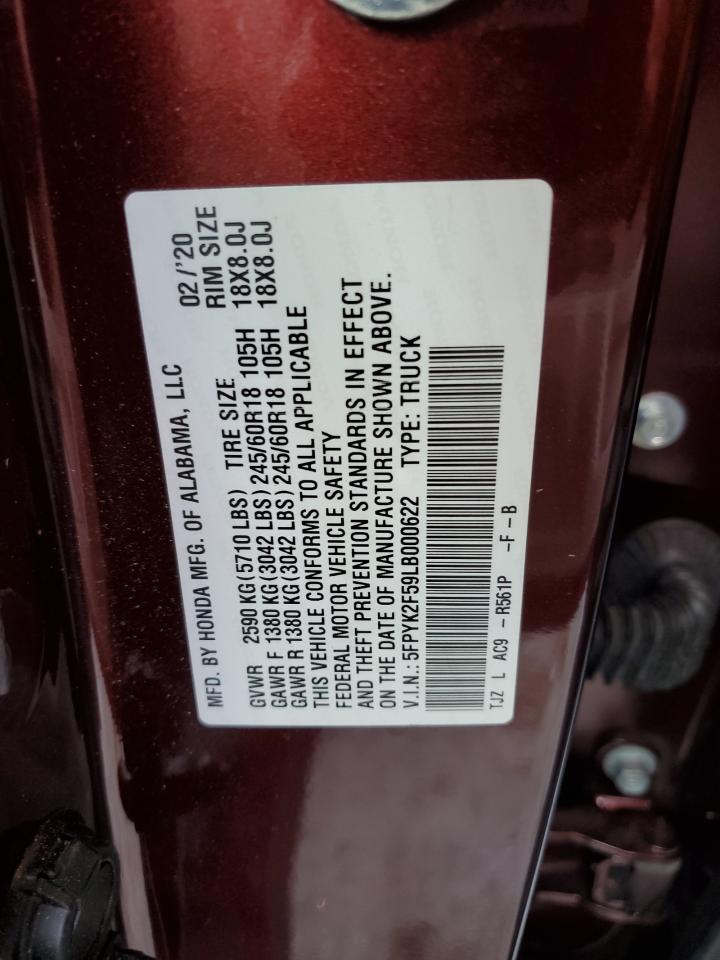 MFD. BY HONDA MFG. OF ALABAMA, LLC 02/'20
GVWR 2590 KG(5710 LBS) TIRE SIZE RIM SIZE
GAWR F 1380 KG(3042 LBS) 245/60R18 105H 18X8.0J
GAWR R 1380 KG(3042 LBS) 245/60R18 105H 18X8.0J
THIS VEHICLE CONFORMS TO ALL APPLICABLE
FEDERAL MOTOR VEHICLE SAFETY
AND THEFT PREVENTION STANDARDS IN EFFECT
ON THE DATE OF MANUFACTURE SHOWN ABOVE.
V.I.N.: 5FPYK2F59LB000622 TYPE: TRUCK
TJZ L AC9 -R561P -F-B